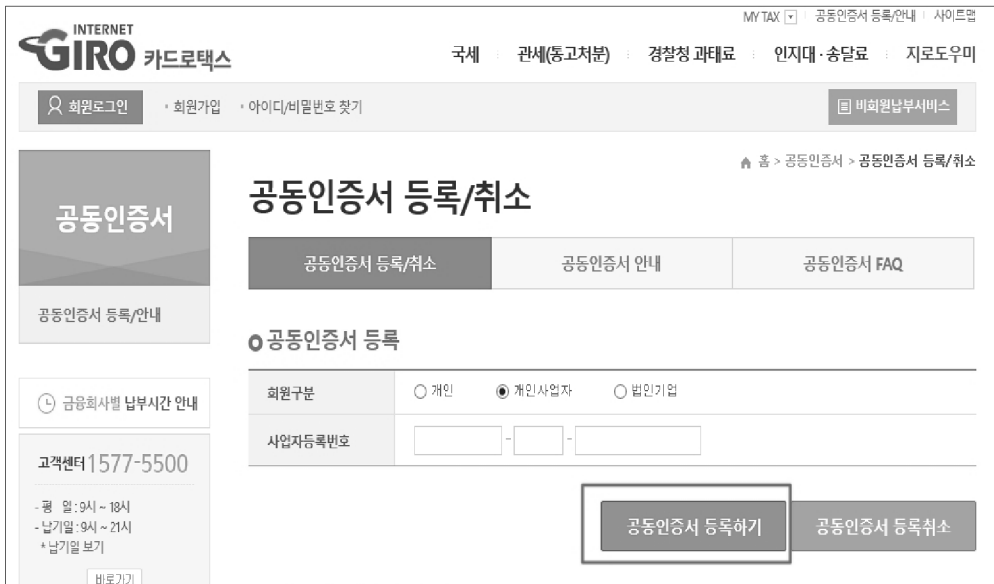 MY TAX 공동인증서 등록/안내 사이트맵
INTERNET
GIRO 카드로택스
국세 관세(통고처분) 경찰청 과태료 인지대·송달료 지로도우미
회원로그인 회원가입 아이디/비밀번호 찾기 비회원납부서비스
홈 > 공동인증서 > 공동인증서 등록/취소
공동인증서
공동인증서 등록/안내
공동인증서 등록/취소
공동인증서 등록/취소 공동인증서 안내 공동인증서 FAQ
공동인증서 등록
회원구분 개인 개인사업자 법인기업
사업자등록번호 - -
공동인증서 등록하기 공동인증서 등록취소
금융회사별 납부시간 안내
고객센터 1577-5500
- 평 일 : 9시 ~ 18시
- 납기일 : 9시 ~ 21시
* 납기일 보기
바로가기